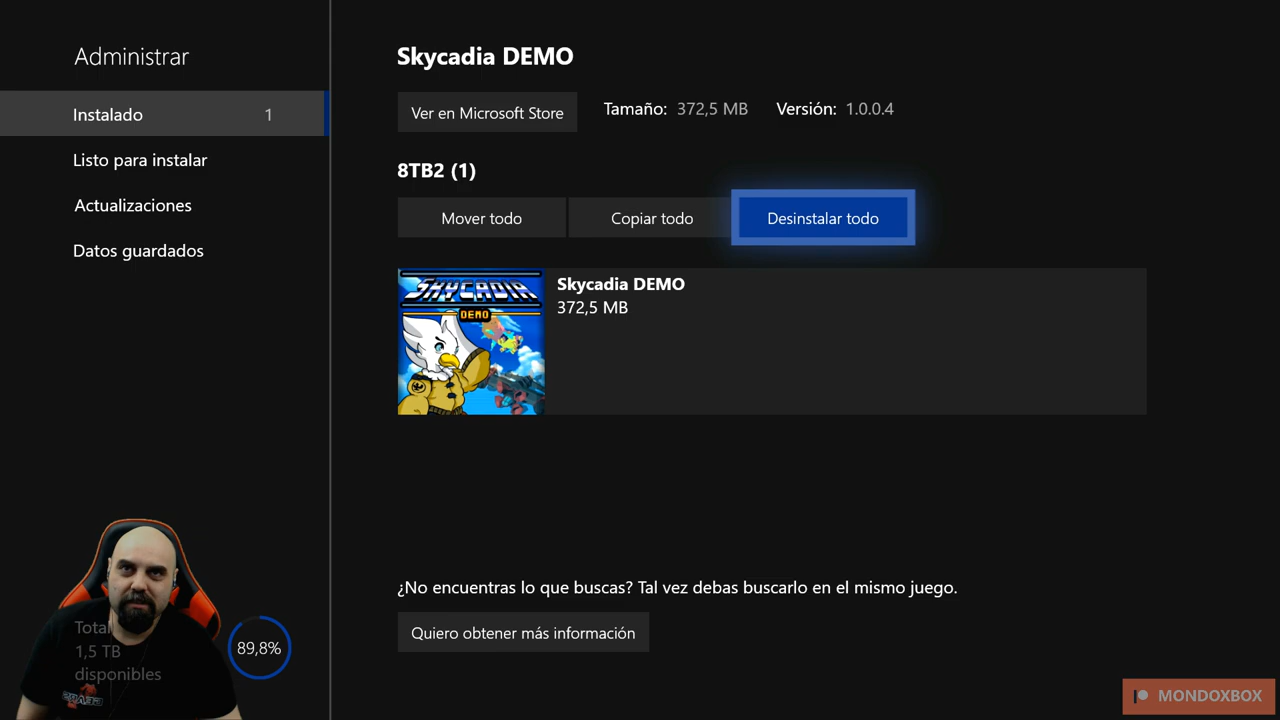 Administrar
Instalado 1
Listo para instalar
Actualizaciones
Datos guardados
Total
1,5 TB
disponibles
89,8%
Skycadia DEMO
Ver en Microsoft Store
Tamaño: 372,5 MB Versión: 1.0.0.4
8TB2 (1)
Mover todo
Copiar todo
Desinstalar todo
SKYCADIA
DEMO
Skycadia DEMO
372,5 MB
¿No encuentras lo que buscas? Tal vez debas buscarlo en el mismo juego.
Quiero obtener más información
MONDOXBOX